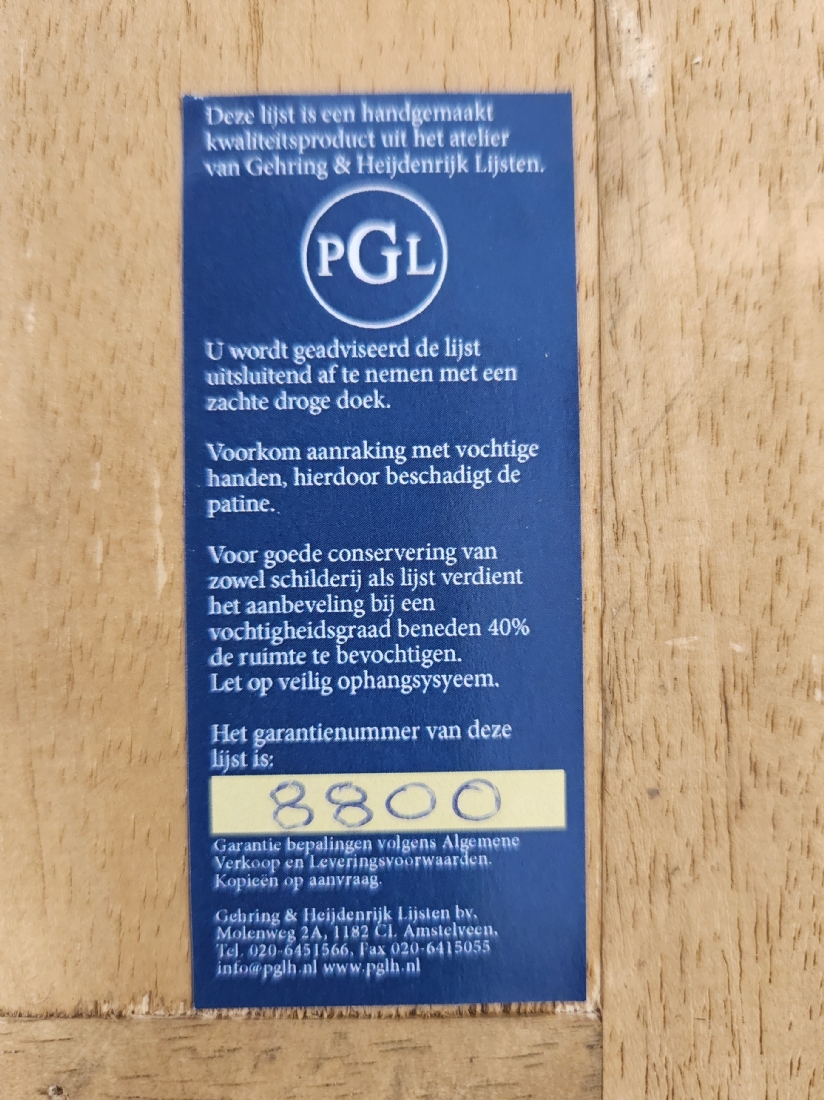 Deze lijst is een handgemaakt
kwaliteitsproduct uit het atelier
van Gehring & Heijdenrijk Lijsten.
PGL
U wordt geadviseerd de lijst
uitsluitend af te nemen met een
zachte droge doek.
Voorkom aanraking met vochtige
handen, hierdoor beschadigt de
patine.
Voor goede conservering van
zowel schilderij als lijst verdient
het aanbeveling bij een
vochtigheidsgraad beneden 40%
de ruimte te bevochtigen.
Let op veilig ophangsysyeem.
Het garantienummer van deze
lijst is:
8800
Garantie bepalingen volgens Algemene
Verkoop en Leveringsvoorwaarden.
Kopieën op aanvraag.
Gehring & Heijdenrijk Lijsten bv.
Molenweg 2A, 1182 CL Amstelveen.
Tel. 020-6451566, Fax 020-6415055
info@pglh.nl www.pglh.nl